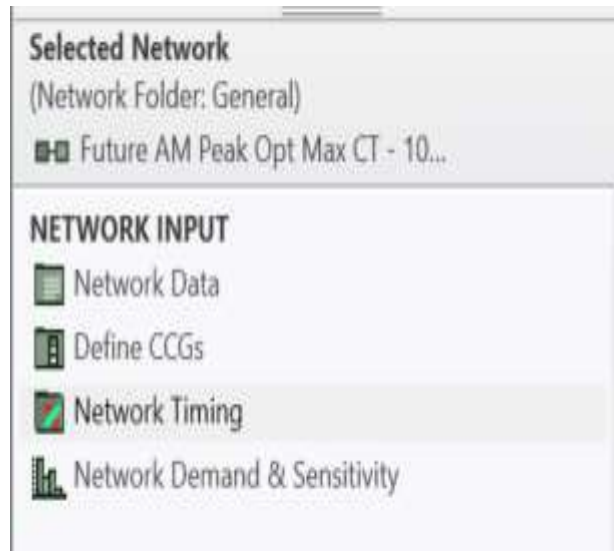 Selected Network
(Network Folder: General)
Future AM Peak Opt Max CT - 10...
NETWORK INPUT
Network Data
Define CCGs
Network Timing
Network Demand & Sensitivity